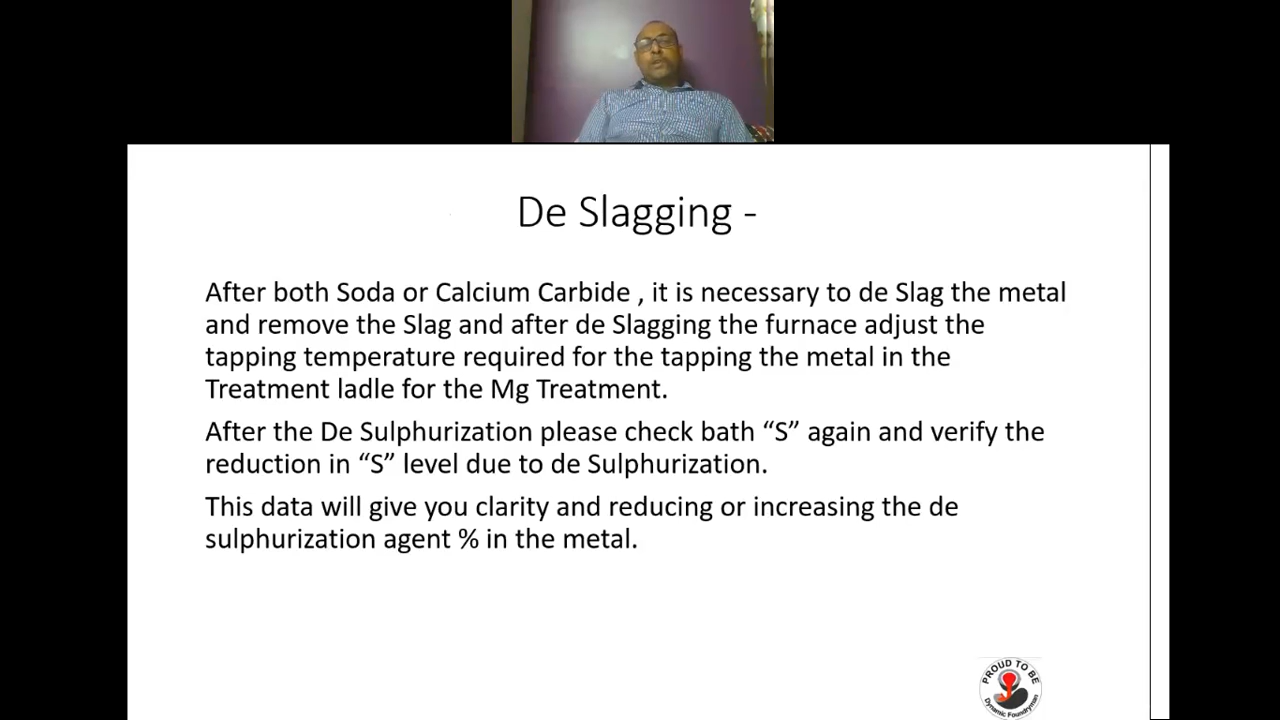 De Slagging -
After both Soda or Calcium Carbide , it is necessary to de Slag the metal
and remove the Slag and after de Slagging the furnace adjust the
tapping temperature required for the tapping the metal in the
Treatment ladle for the Mg Treatment.
After the De Sulphurization please check bath “S” again and verify the
reduction in “S” level due to de Sulphurization.
This data will give you clarity and reducing or increasing the de
sulphurization agent % in the metal.
PROUD TO BE
Dynamic Foundryman